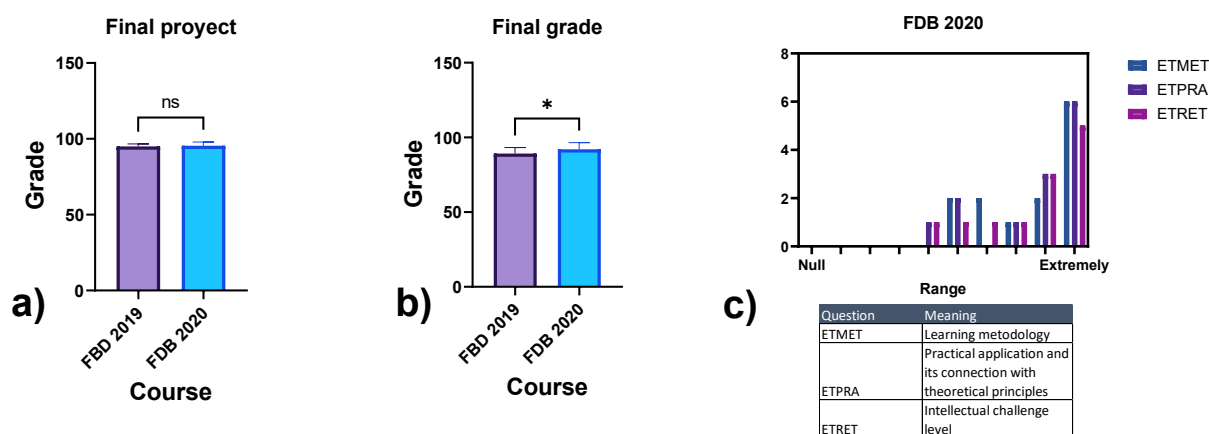 Final proyect
150
100
50
0
Grade
ns
FBD 2019
FDB 2020
Course
a)
Final grade
150
100
50
0
Grade
*
FBD 2019
FDB 2020
Course
b)
FDB 2020
8
6
4
2
0
Null
Extremely
Range
ETMET
ETPRA
ETRET
c)
Question Meaning
ETMET Learning metodology
Practical application and
its connection with
ETPRA theoretical principles
Intellectual challenge
ETRET level